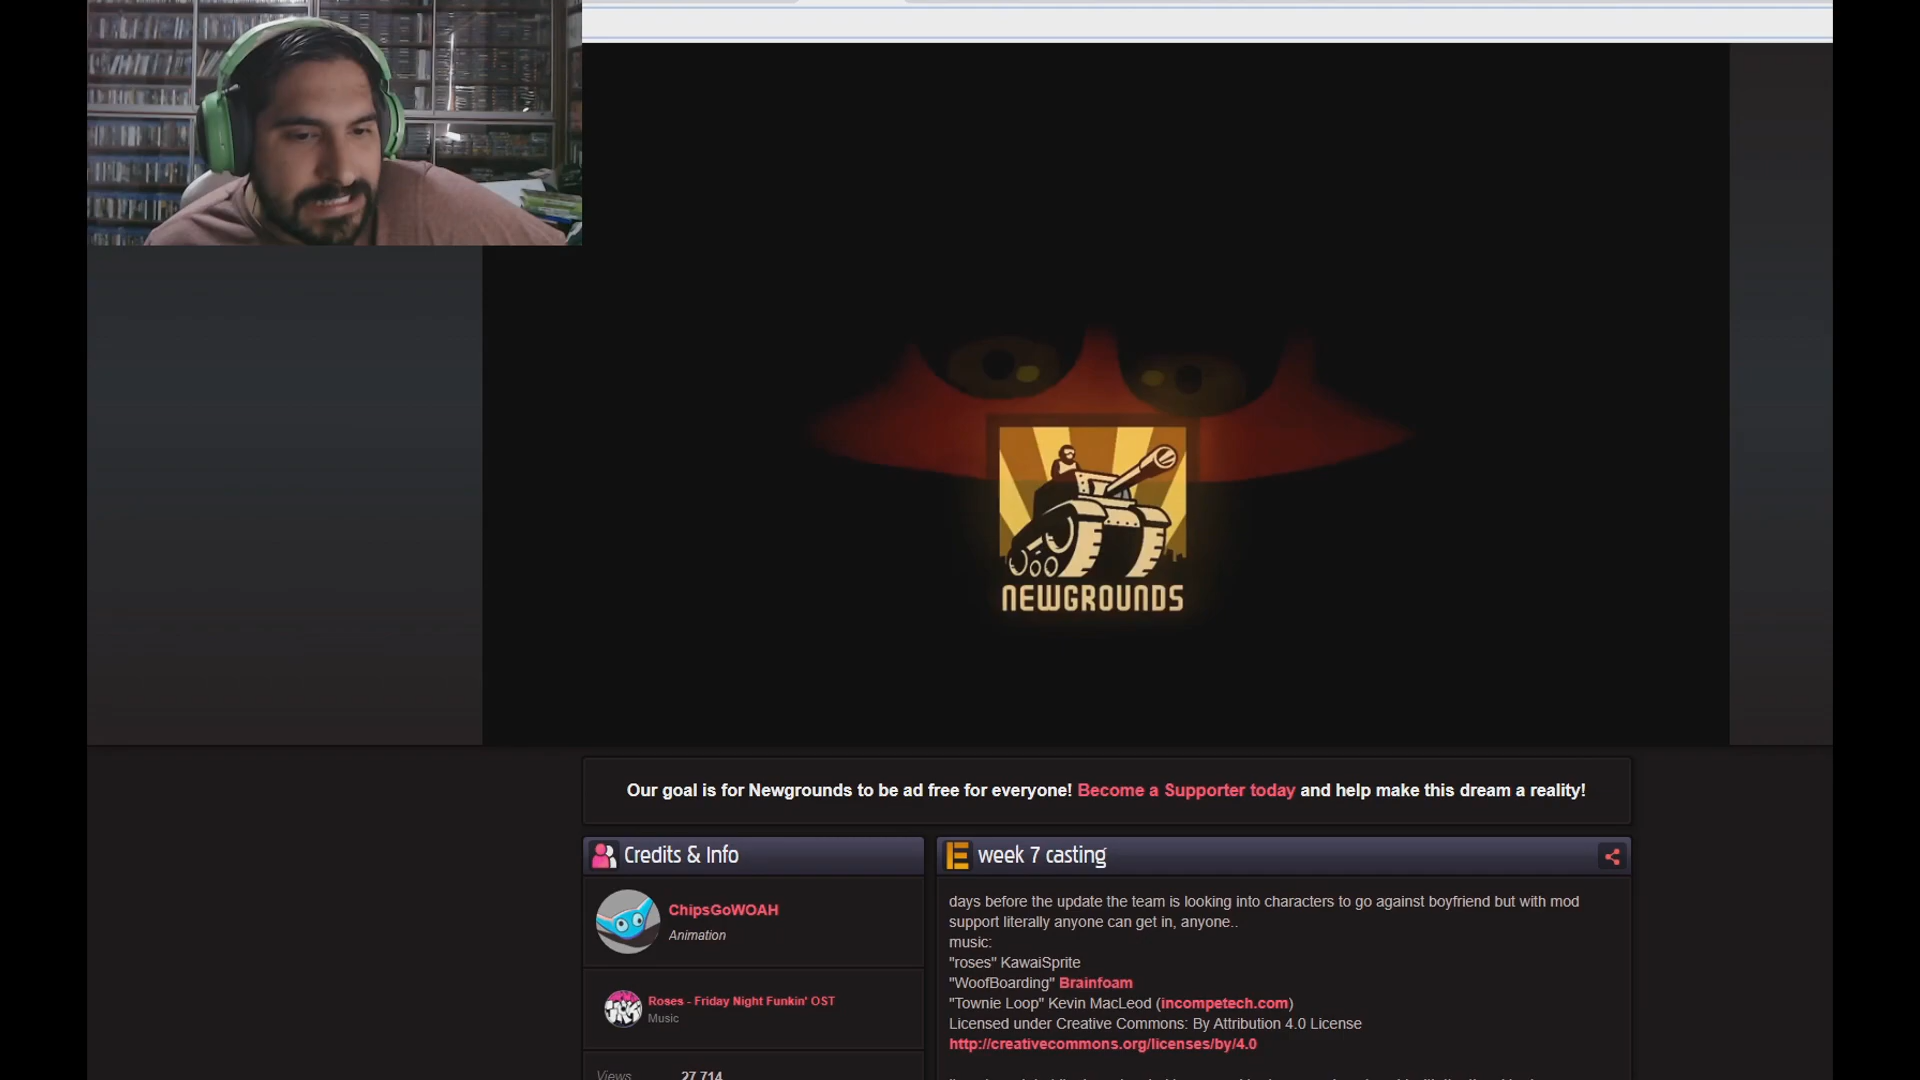 NEWGROUNDS
Our goal is for Newgrounds to be ad free for everyone! Become a Supporter today and help make this dream a reality!
Credits & Info
ChipsGoWOAH
Animation
Roses - Friday Night Funkin' OST
Music
Views 27,714
week 7 casting
days before the update the team is looking into characters to go against boyfriend but with mod
support literally anyone can get in, anyone..
music:
"roses" KawaiSprite
"WoofBoarding" Brainfoam
"Townie Loop" Kevin MacLeod (incompetech.com)
Licensed under Creative Commons: By Attribution 4.0 License
http://creativecommons.org/licenses/by/4.0